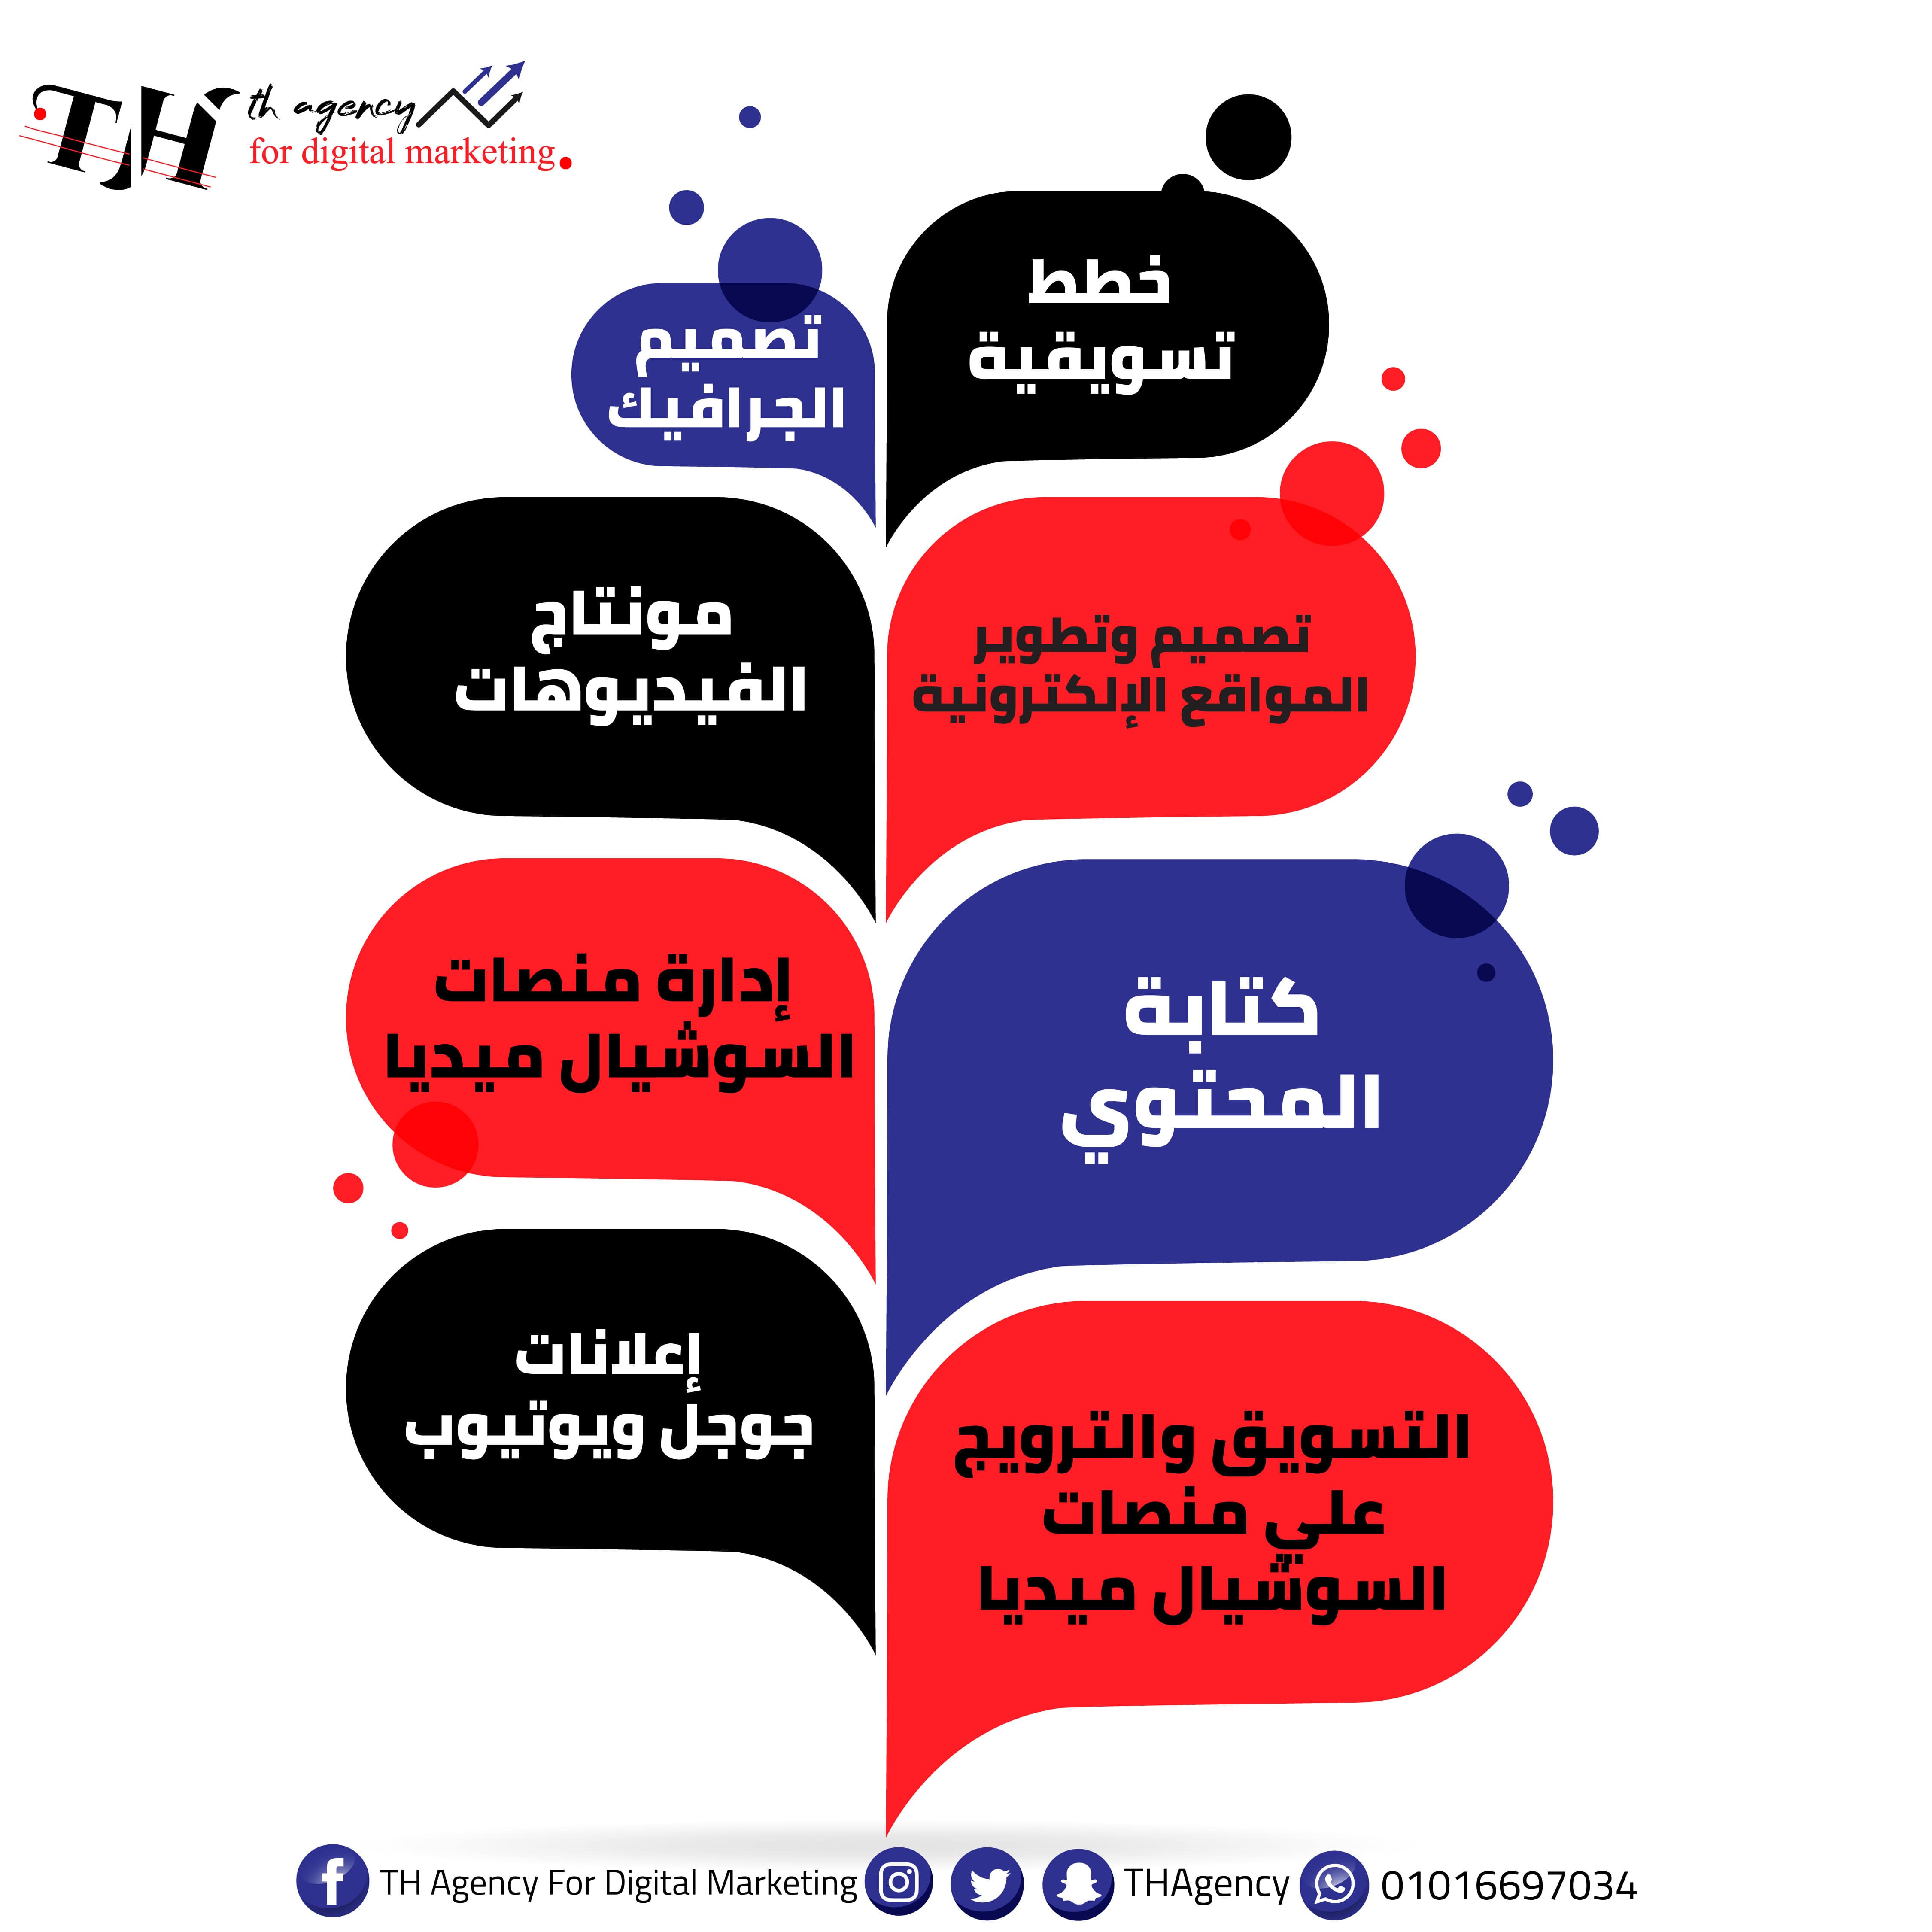 TH th agency
for digital marketing.
خطط
تسويقية
تصميم
الجرافيك
تصميم وتطوير
المواقع الإلكترونية
مونتاج
الفيديوهات
كتابة
المحتوي
إدارة منصات
السوشيال ميديا
التسويق والترويج
علي منصات
السوشيال ميديا
إعلانات
جوجل ويوتيوب
TH Agency For Digital Marketing THAgency 01016697034